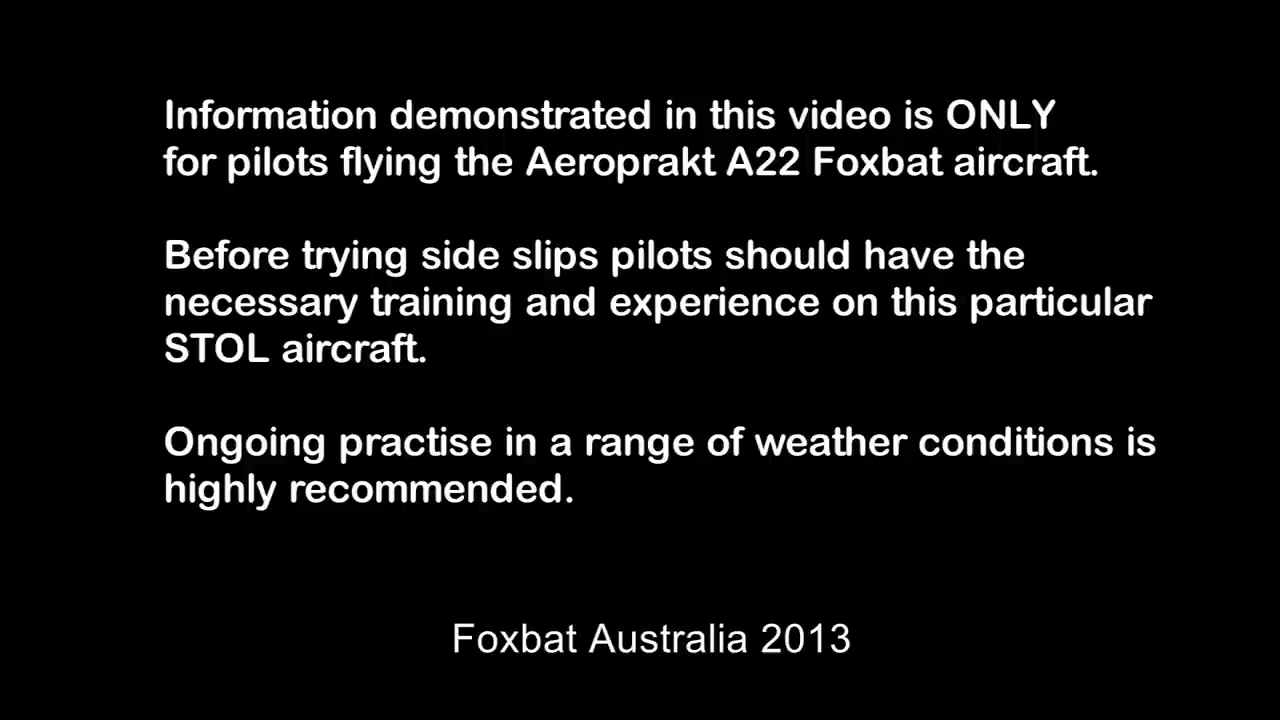 Information demonstrated in this video is ONLY
for pilots flying the Aeroprakt A22 Foxbat aircraft.
Before trying side slips pilots should have the
necessary training and experience on this particular
STOL aircraft.
Ongoing practise in a range of weather conditions is
highly recommended.
Foxbat Australia 2013